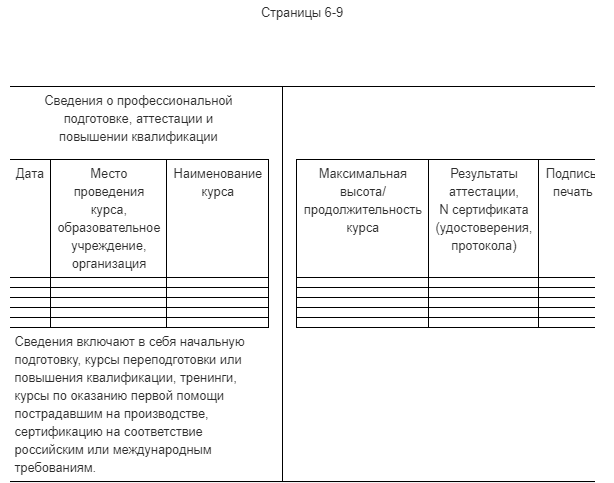 Страницы 6-9
Сведения о профессиональной
подготовке, аттестации и
повышении квалификации
Дата
Место
проведения
курса,
образовательное
учреждение,
организация
Наименование
курса
Максимальная
высота/
продолжительность
курса
Результаты
аттестации,
N сертификата
(удостоверения,
протокола)
Подпись
печать
Сведения включают в себя начальную
подготовку, курсы переподготовки или
повышения квалификации, тренинги,
курсы по оказанию первой помощи
пострадавшим на производстве,
сертификацию на соответствие
российским или международным
требованиям.